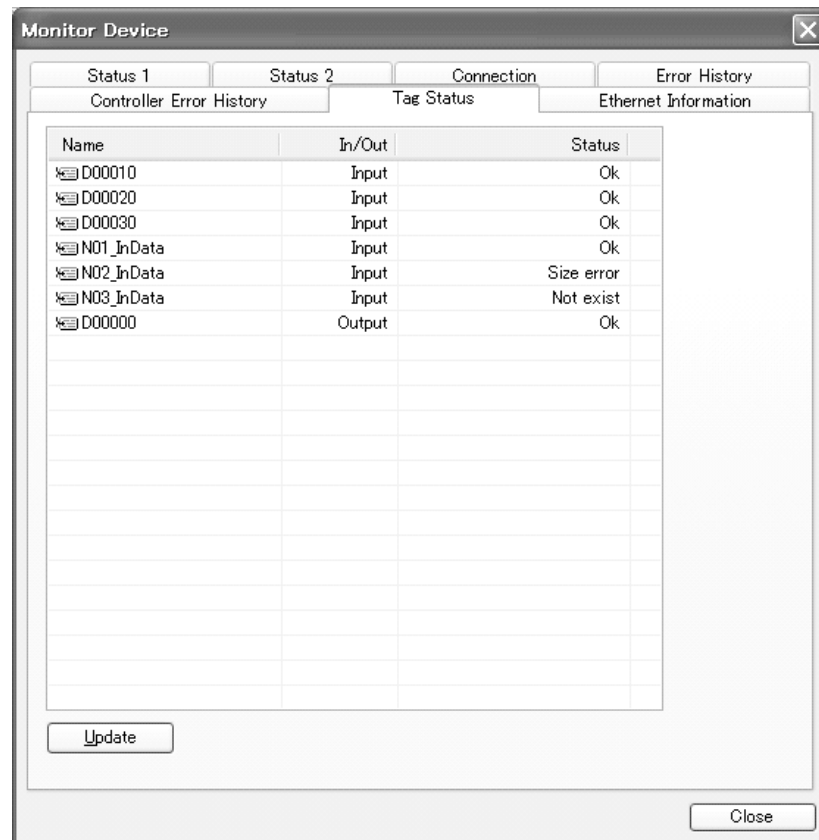 Monitor Device
Status 1 Status 2 Connection Error History
Controller Error History Tag Status Ethernet Information
Name In/Out Status
D00010 Input Ok
D00020 Input Ok
D00030 Input Ok
N01_InData Input Ok
N02_InData Input Size error
N03_InData Input Not exist
D00000 Output Ok
Update
Close